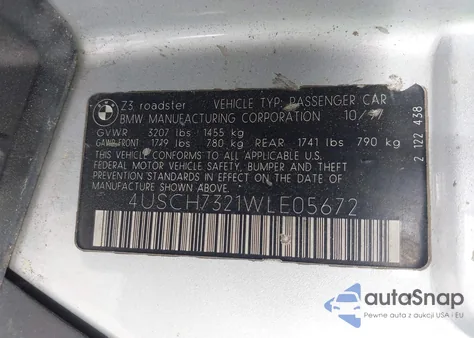 BMW
Z3 roadster VEHICLE TYP: PASSENGER CAR
BMW MANUFACTURING CORPORATION 10/97
GVWR 3207 lbs 1455 kg
GAWR FRONT 1729 lbs 780 kg REAR 1741 lbs 790 kg
THIS VEHICLE CONFORMS TO ALL APPLICABLE
FEDERAL MOTOR VEHICLE SAFETY, BUMPER, AND THEFT
PREVENTION STANDARDS IN EFFECT ON THE DATE OF
MANUFACTURE SHOWN ABOVE.
4USCH7321WLE05672
2 122 438
autoSnap
Pewne auta z aukcji USA i EU